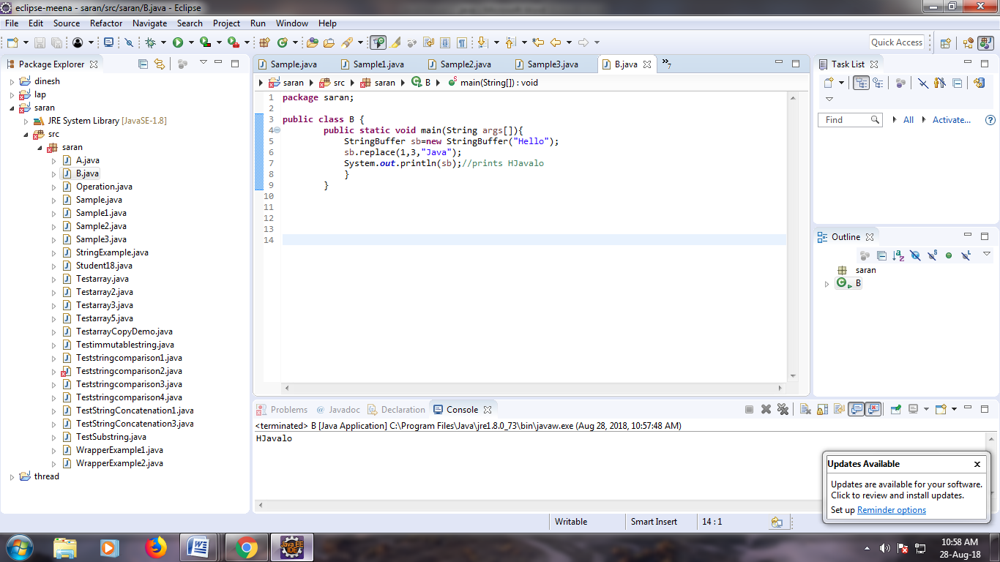 eclipse-meena - saran/src/saran/B.java - Eclipse
File Edit Source Refactor Navigate Search Project Run Window Help
Quick Access
Package Explorer
dinesh
lap
saran
JRE System Library [JavaSE-1.8]
src
saran
A.java
B.java
Operation.java
Sample.java
Sample1.java
Sample2.java
Sample3.java
StringExample.java
Student18.java
Testarray.java
Testarray2.java
Testarray3.java
Testarray5.java
TestarrayCopyDemo.java
Testimmutablestring.java
Teststringcomparison1.java
Teststringcomparison2.java
Teststringcomparison3.java
Teststringcomparison4.java
TestStringConcatenation1.java
TestStringConcatenation3.java
TestSubstring.java
WrapperExample1.java
WrapperExample2.java
thread
Sample.java Sample1.java Sample2.java Sample3.java B.java »7
saran src saran B main(String[]) : void
1 package saran;
2
3 public class B {
4 public static void main(String args[]){
5 StringBuffer sb=new StringBuffer("Hello");
6 sb.replace(1,3,"Java");
7 System.out.println(sb);//prints HJavalo
8 }
9 }
10
11
12
13
14
Task List
Find All Activate...
Outline
saran
B
Problems @ Javadoc Declaration Console
<terminated> B [Java Application] C:\Program Files\Java\jre1.8.0_73\bin\javaw.exe (Aug 28, 2018, 10:57:48 AM)
HJavalo
Updates Available
Updates are available for your software.
Click to review and install updates.
Set up Reminder options
Writable Smart Insert 14 : 1
Java EE
IDE
10:58 AM
28-Aug-18